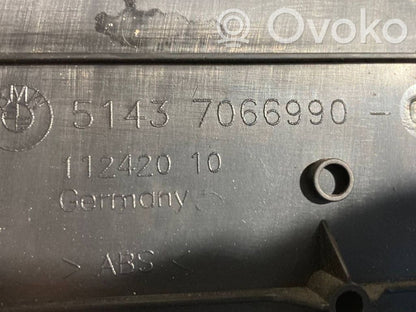 Ovoko
M
5143 7066990-
112420 10
Germany
> ABS <